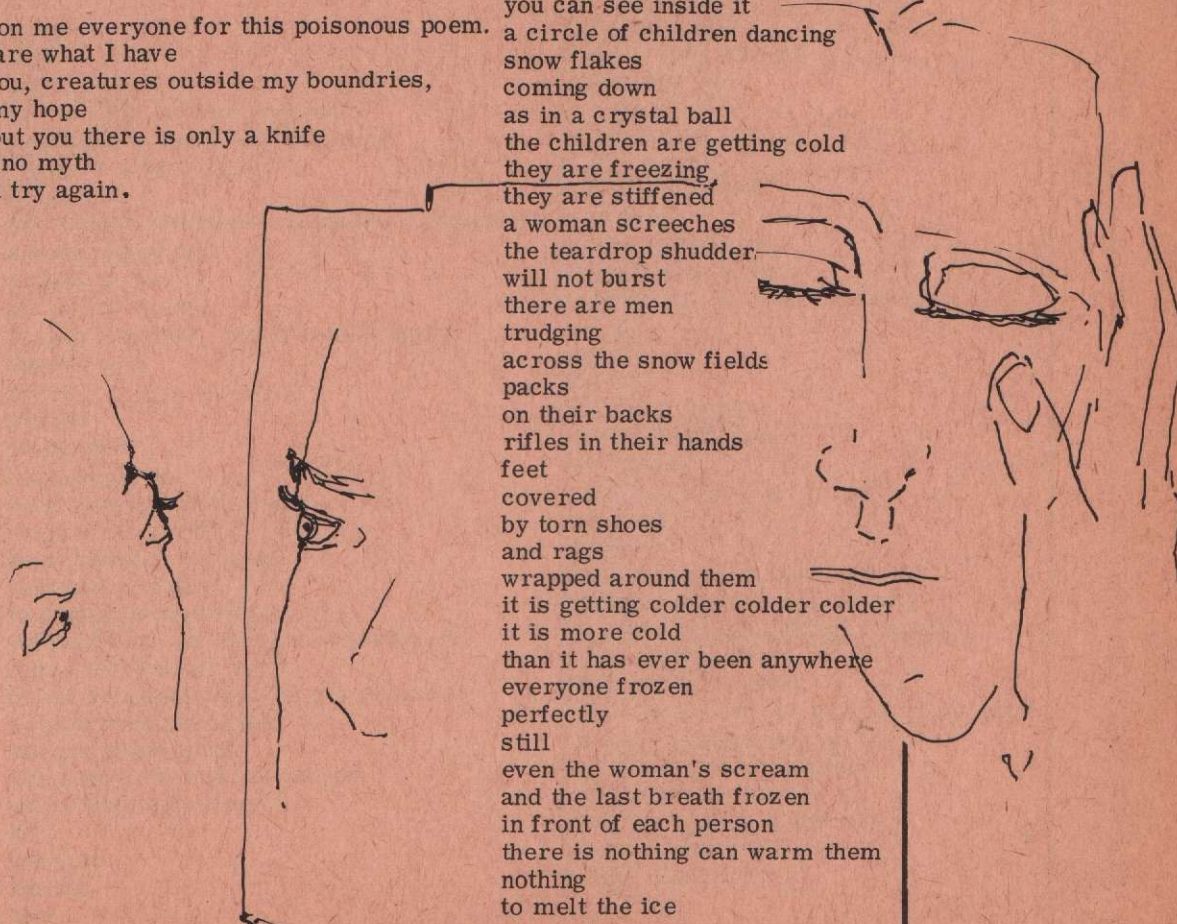 on me everyone for this poisonous poem.
are what I have
ou, creatures outside my boundries,
ny hope
out you there is only a knife
no myth
try again.
you can see inside it
a circle of children dancing
snow flakes
coming down
as in a crystal ball
the children are getting cold
they are freezing
they are stiffened
a woman screeches
the teardrop shudder
will not burst
there are men
trudging
across the snow fields
packs
on their backs
rifles in their hands
feet
covered
by torn shoes
and rags
wrapped around them
it is getting colder colder colder
it is more cold
than it has ever been anywhere
everyone frozen
perfectly
still
even the woman's scream
and the last breath frozen
in front of each person
there is nothing can warm them
nothing
to melt the ice